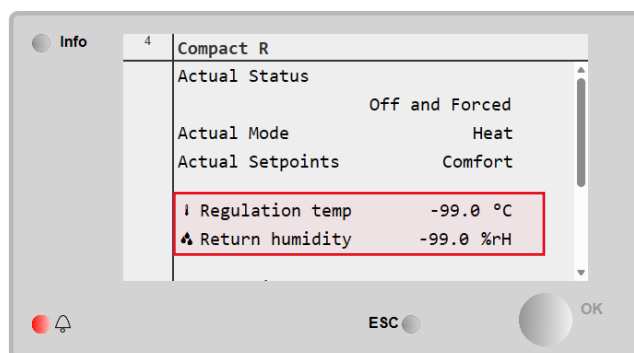 Info
4
Compact R
Actual Status
Off and Forced
Actual Mode Heat
Actual Setpoints Comfort
Regulation temp -99.0 °C
Return humidity -99.0 %rH
ESC
OK